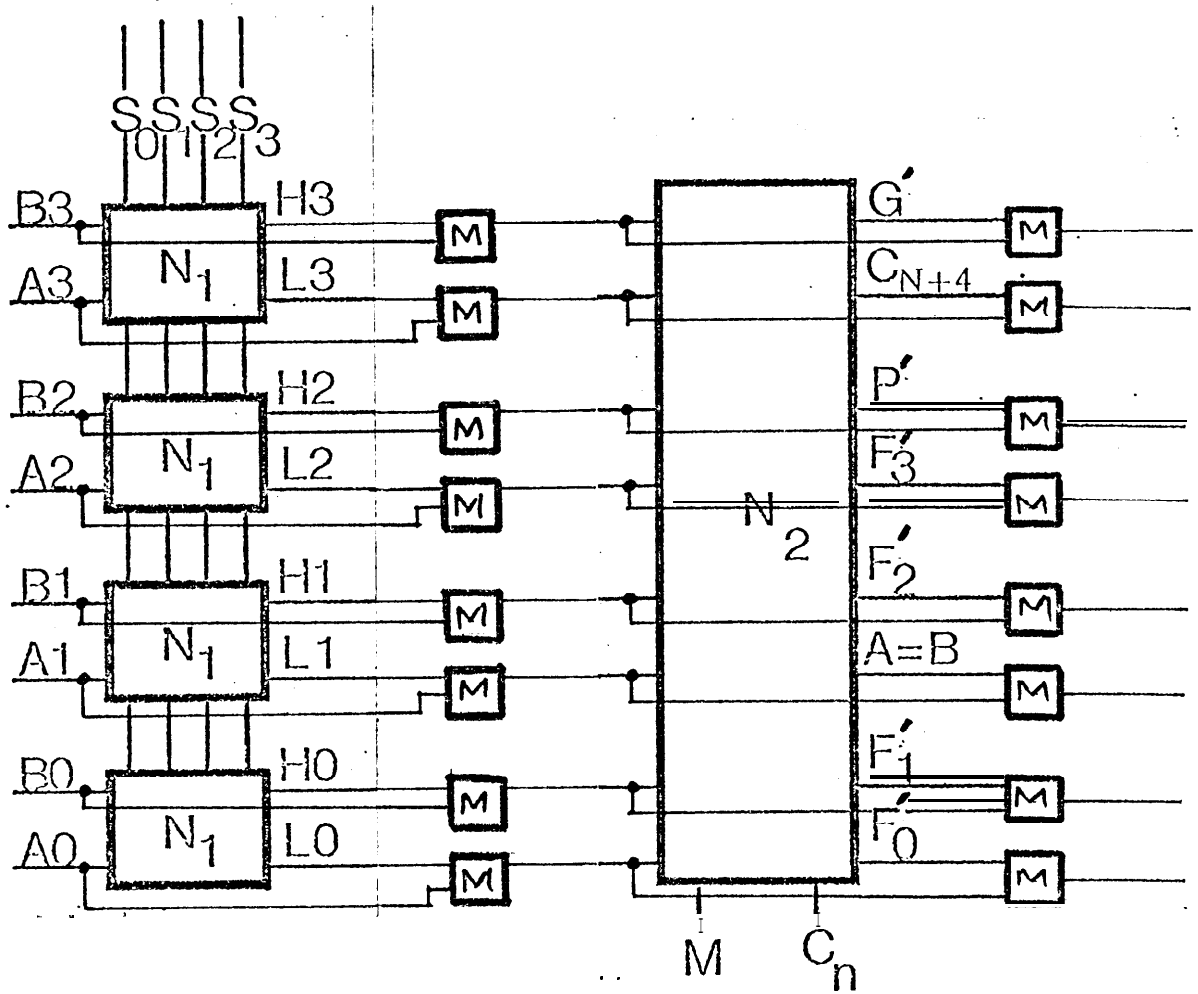 S0 S1 S2 S3
B3 H3 M G′ M
N1
A3 L3 M CN+4 M
B2 H2 M P′ M
N1
A2 L2 M F′3 M
N2
B1 H1 M F′2 M
N1
A1 L1 M A=B M
B0 H0 M F′1 M
N1
A0 L0 M F′0 M
M Cn